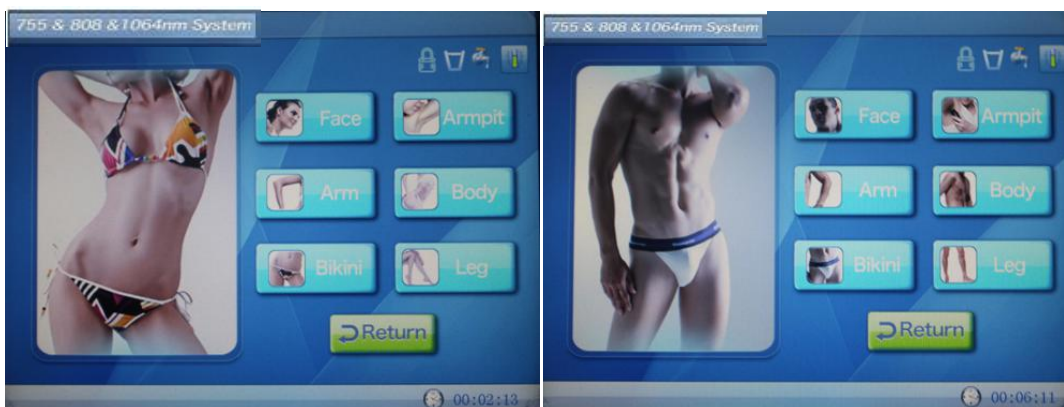 755 & 808 &1064nm System
Face
Armpit
Arm
Body
Bikini
Leg
Return
00:02:13
755 & 808 &1064nm System
Face
Armpit
Arm
Body
Bikini
Leg
Return
00:06:11